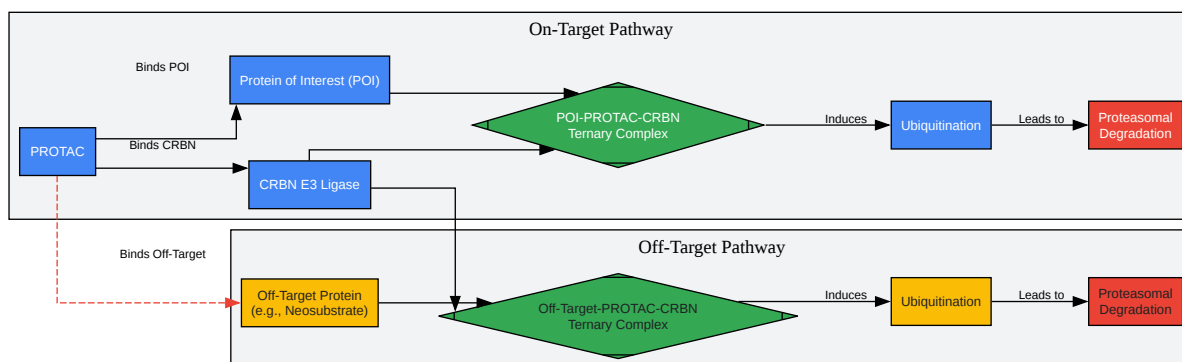 On-Target Pathway
Binds POI
Protein of Interest (POI)
PROTAC
Binds CRBN
CRBN E3 Ligase
POI-PROTAC-CRBN
Ternary Complex
Induces
Ubiquitination
Leads to
Proteasomal
Degradation
Off-Target Pathway
Binds Off-Target
Off-Target Protein
(e.g., Neosubstrate)
Off-Target-PROTAC-CRBN
Ternary Complex
Induces
Ubiquitination
Leads to
Proteasomal
Degradation